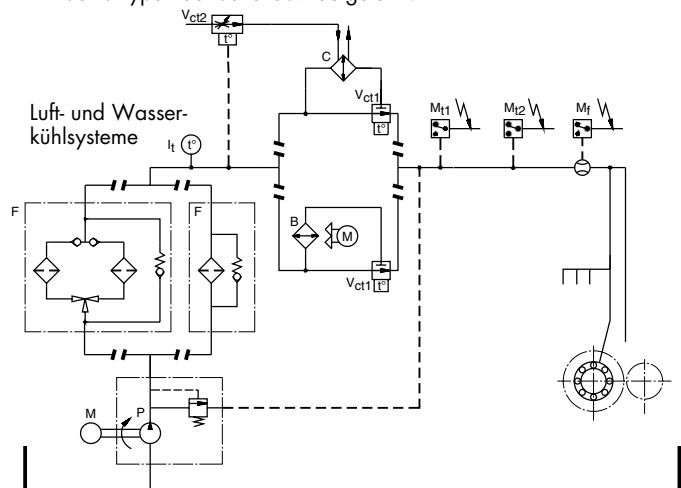 Vct2
t°
C
Vct1
t°
Mt1
Mt2
Mf
Luft- und Wasser-
kühlsysteme
It
t°
F
F
B
M
Vct1
t°
M
P